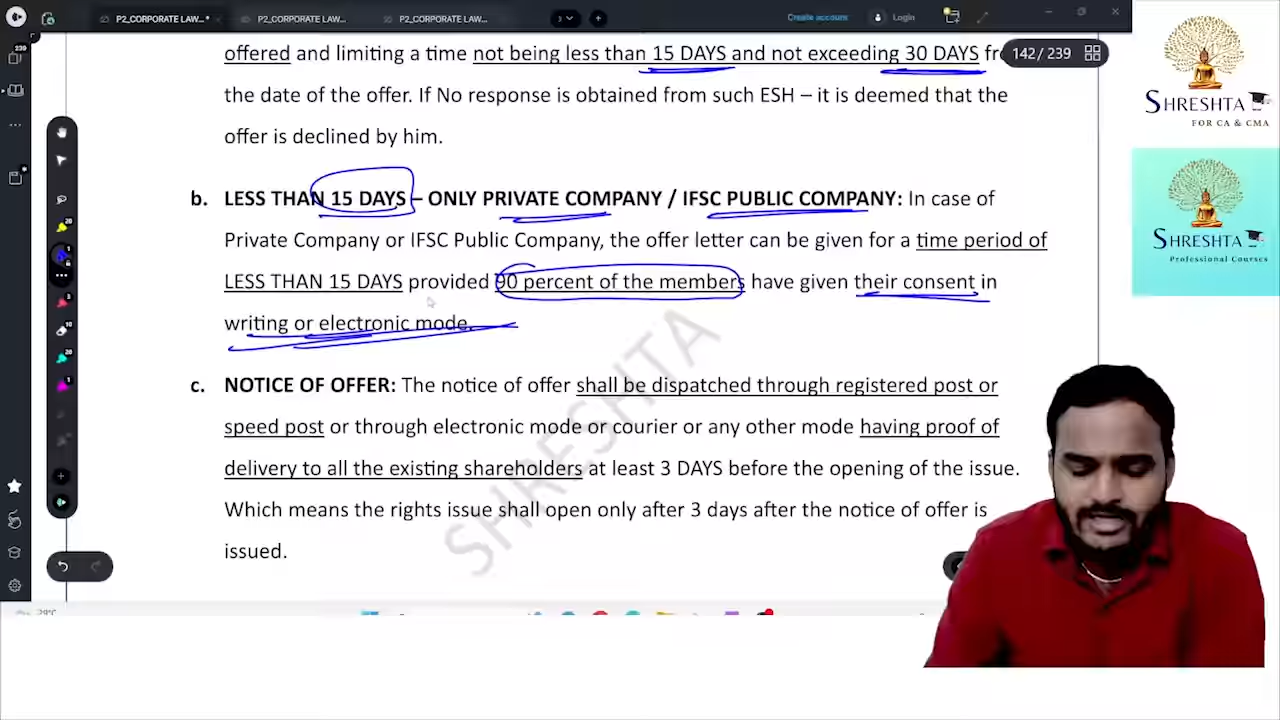 P2_CORPORATE LAW...
P2_CORPORATE LAW...
P2_CORPORATE LAW...
3
Create account
Login
239
142/239
offered and limiting a time not being less than 15 DAYS and not exceeding 30 DAYS
the date of the offer. If No response is obtained from such ESH – it is deemed that the
offer is declined by him.
b. LESS THAN 15 DAYS – ONLY PRIVATE COMPANY / IFSC PUBLIC COMPANY: In case of
Private Company or IFSC Public Company, the offer letter can be given for a time period of
LESS THAN 15 DAYS provided 90 percent of the members have given their consent in
writing or electronic mode.
c. NOTICE OF OFFER: The notice of offer shall be dispatched through registered post or
speed post or through electronic mode or courier or any other mode having proof of
delivery to all the existing shareholders at least 3 DAYS before the opening of the issue.
Which means the rights issue shall open only after 3 days after the notice of offer is
issued.
SHRESHTA
SHRESHTA
FOR CA & CMA
SHRESHTA
Professional Courses
20
1
3
10
20
1